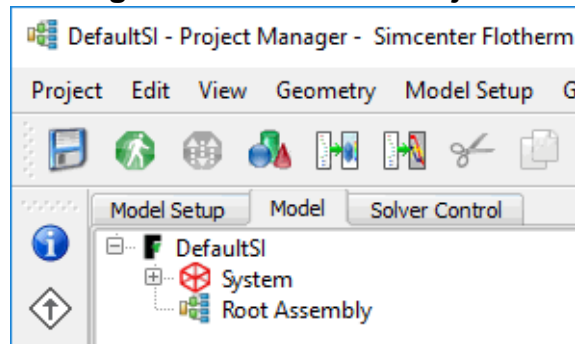 DefaultSI - Project Manager - Simcenter Flotherm
Project Edit View Geometry Model Setup G
Model Setup Model Solver Control
DefaultSI
System
Root Assembly